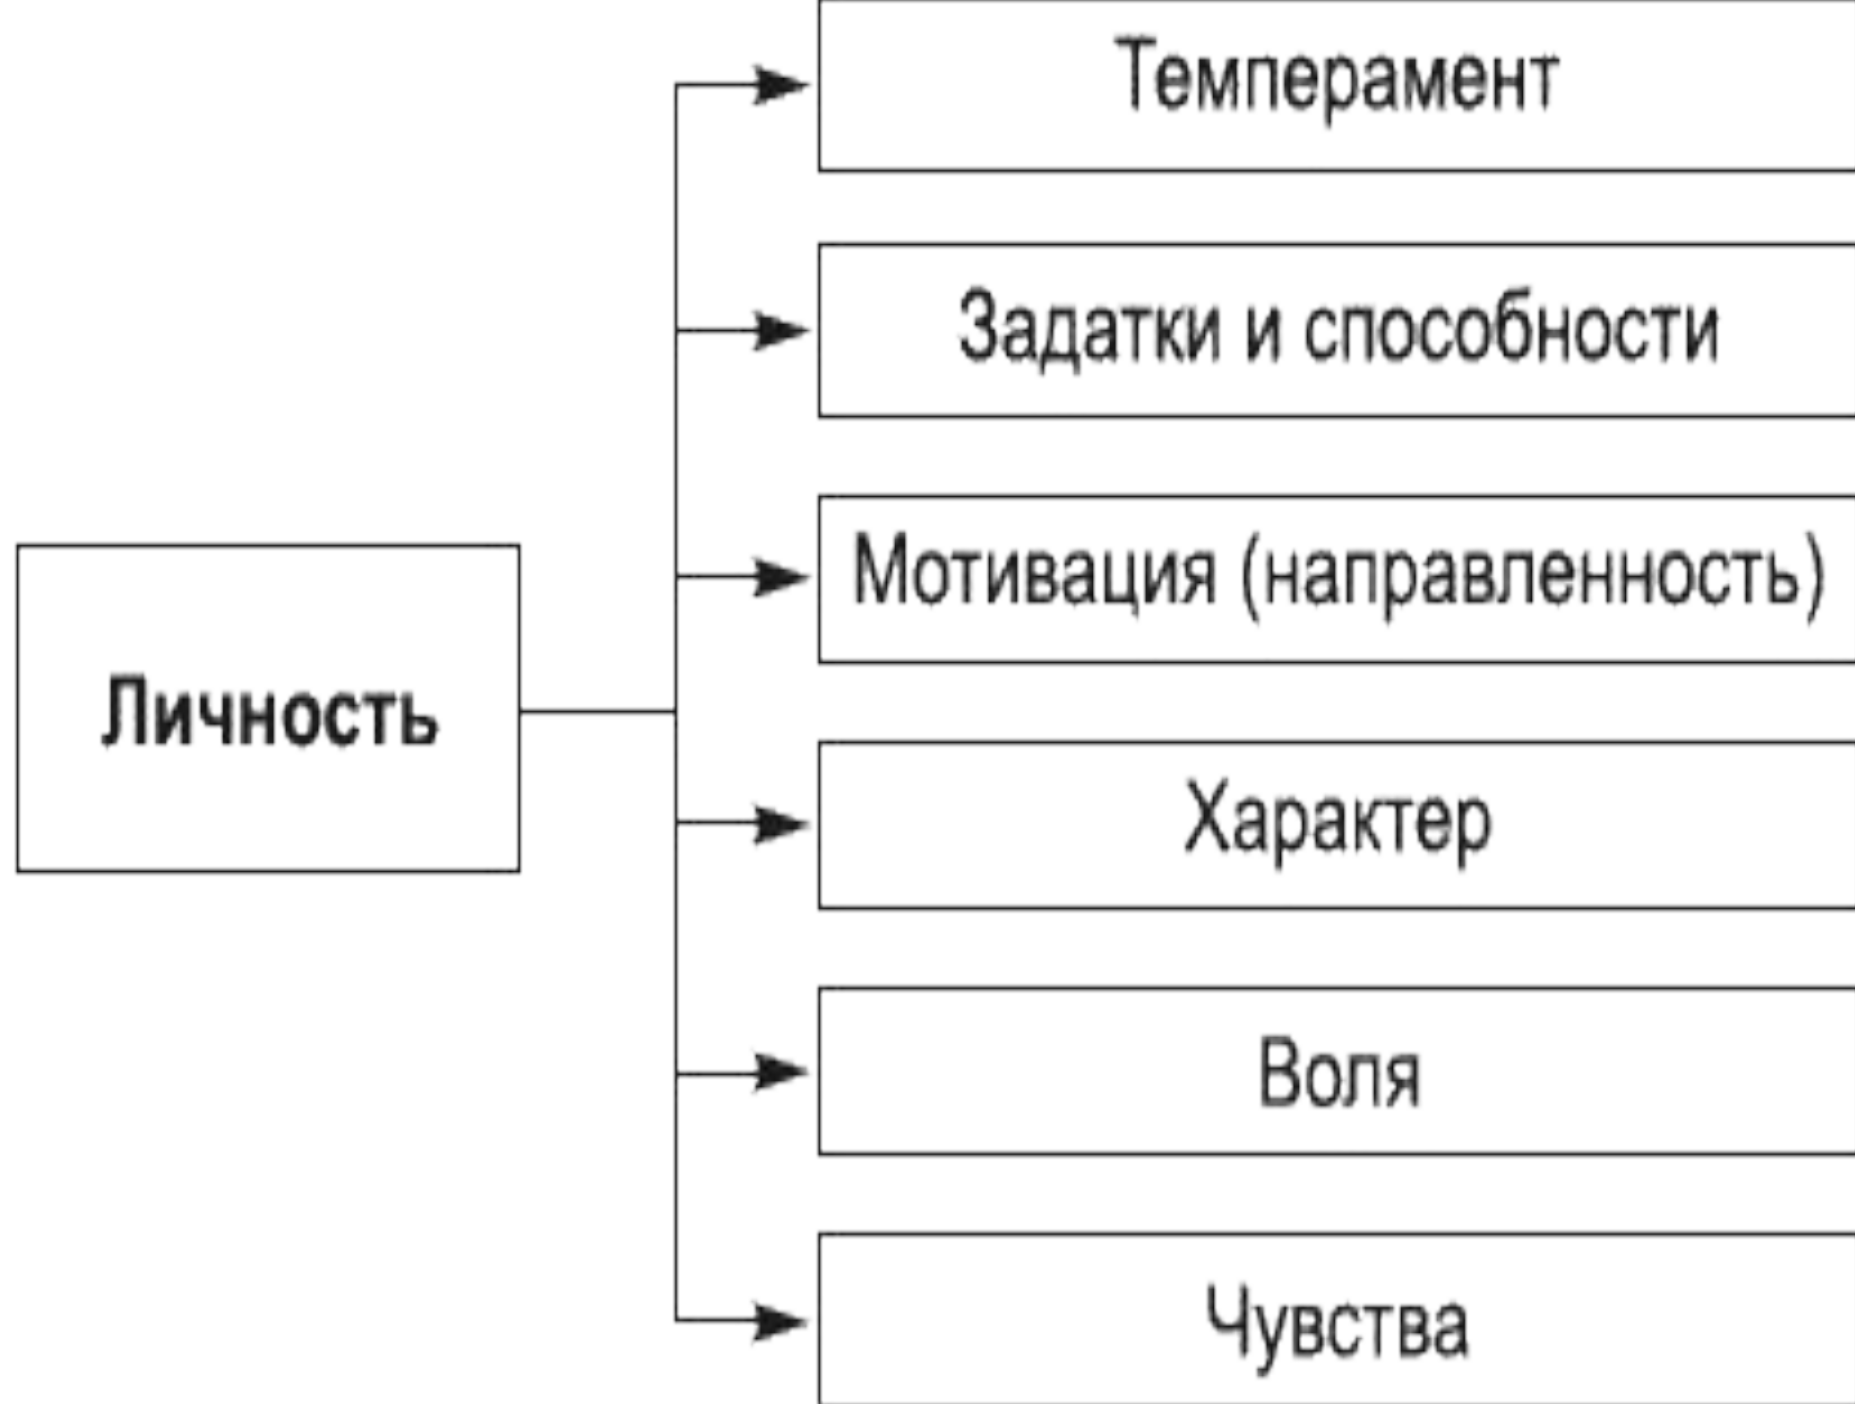 Темперамент
Задатки и способности
Мотивация (направленность)
Личность
Характер
Воля
Чувства